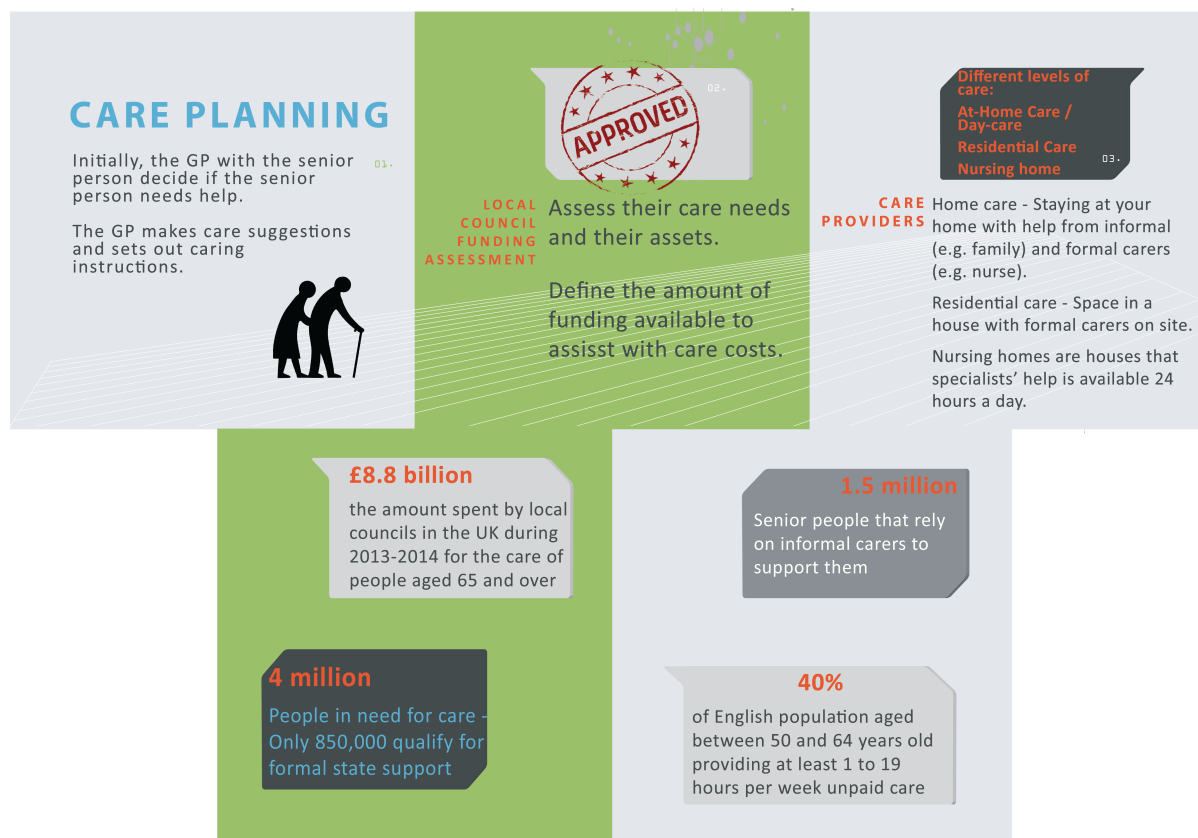 CARE PLANNING
Initially, the GP with the senior
person decide if the senior
person needs help.
01.
The GP makes care suggestions
and sets out caring
instructions.
APPROVED
02.
LOCAL
COUNCIL
FUNDING
ASSESSMENT
Assess their care needs
and their assets.
Define the amount of
funding available to
assisst with care costs.
Different levels of
care:
At-Home Care /
Day-care
Residential Care
Nursing home
03.
CARE
PROVIDERS
Home care - Staying at your
home with help from informal
(e.g. family) and formal carers
(e.g. nurse).
Residential care - Space in a
house with formal carers on site.
Nursing homes are houses that
specialists’ help is available 24
hours a day.
£8.8 billion
the amount spent by local
councils in the UK during
2013-2014 for the care of
people aged 65 and over
4 million
People in need for care -
Only 850,000 qualify for
formal state support
1.5 million
Senior people that rely
on informal carers to
support them
40%
of English population aged
between 50 and 64 years old
providing at least 1 to 19
hours per week unpaid care